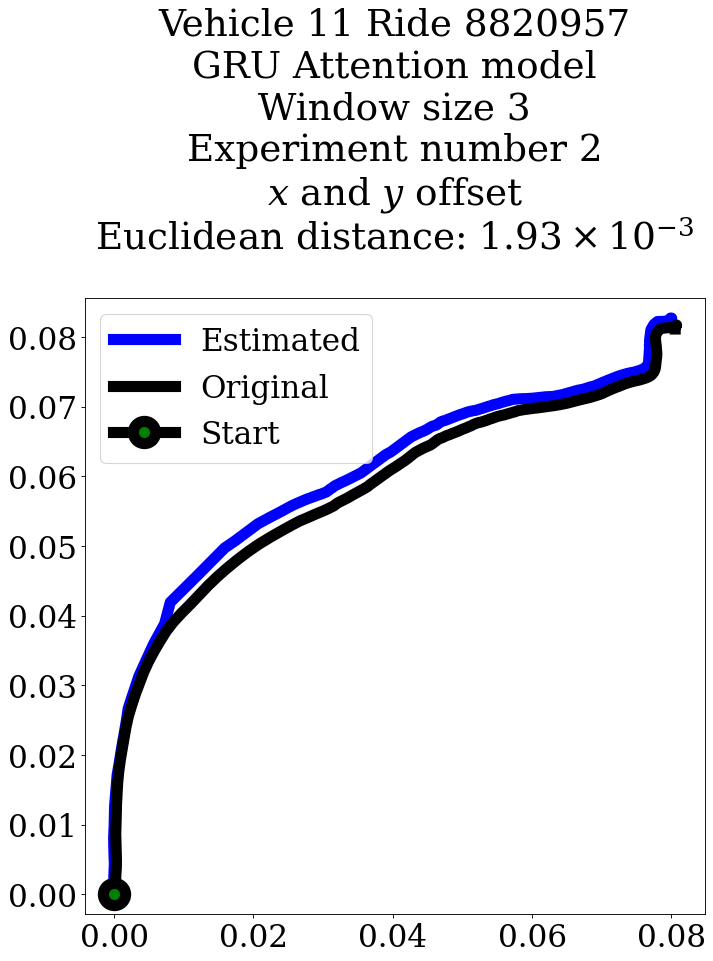 Vehicle 11 Ride 8820957
GRU Attention model
Window size 3
Experiment number 2
x and y offset
Euclidean distance: 1.93 × 10⁻³
Estimated
Original
Start
0.08
0.07
0.06
0.05
0.04
0.03
0.02
0.01
0.00
0.00 0.02 0.04 0.06 0.08